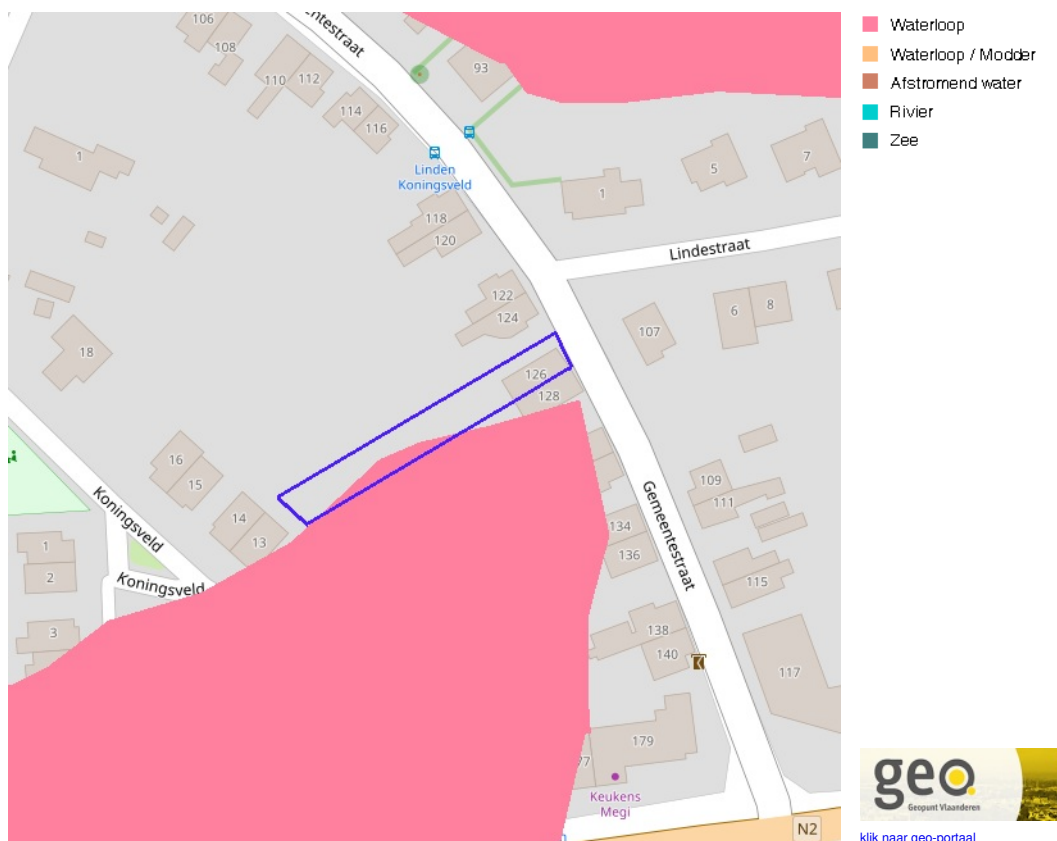 Waterloop
Waterloop / Modder
Afstromend water
Rivier
Zee
entestraat
106
108
110
112
114
116
93
1
Linden
Koningsveld
118
120
1
5
7
Lindestraat
122
124
107
6
8
18
126
128
16
15
14
13
Koningsveld
Koningsveld
1
2
3
109
111
134
136
Gemeentestraat
115
138
140
117
179
77
Keukens
Megi
N2
geo
Geopunt Vlaanderen
klik naar geo-portaal